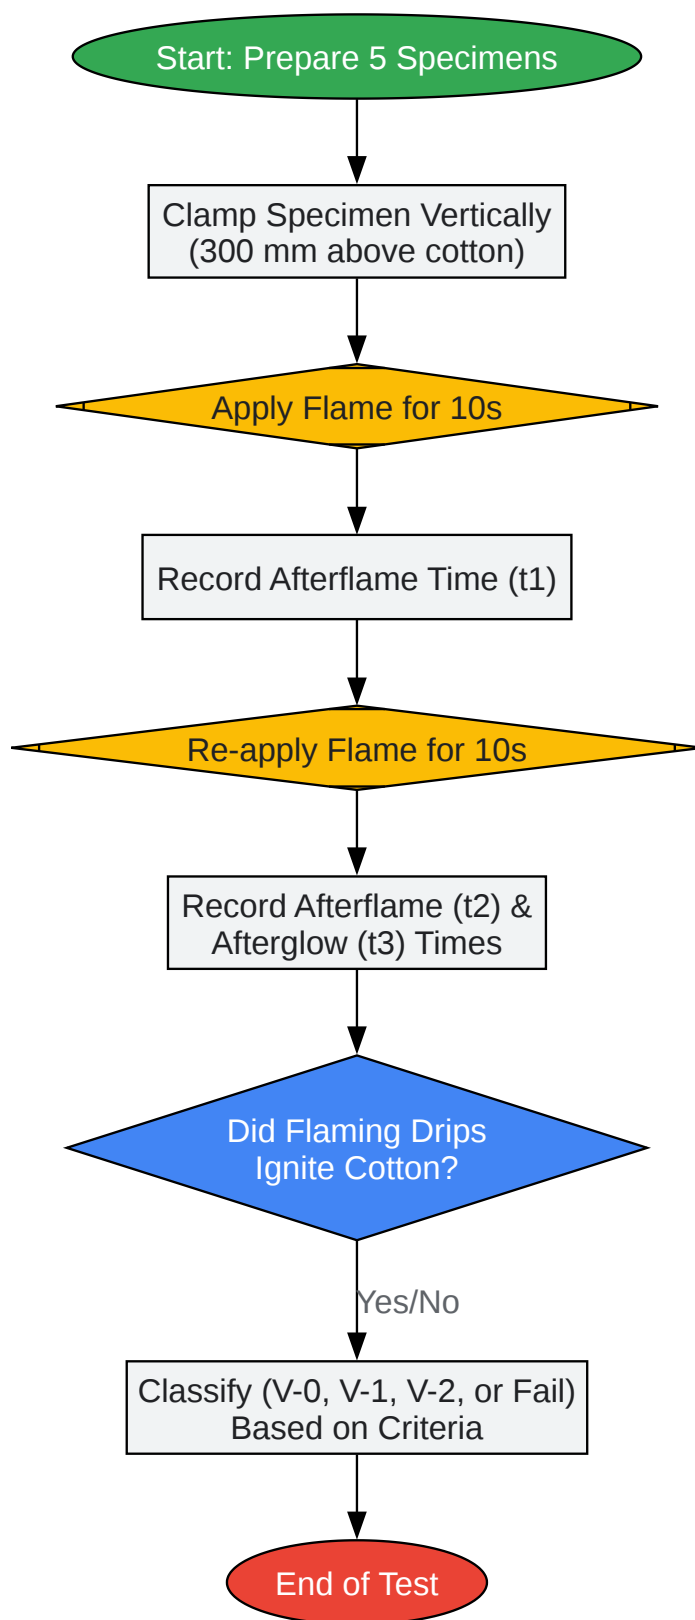 Start: Prepare 5 Specimens
Clamp Specimen Vertically
(300 mm above cotton)
Apply Flame for 10s
Record Afterflame Time (t1)
Re-apply Flame for 10s
Record Afterflame (t2) &
Afterglow (t3) Times
Did Flaming Drips
Ignite Cotton?
Yes/No
Classify (V-0, V-1, V-2, or Fail)
Based on Criteria
End of Test